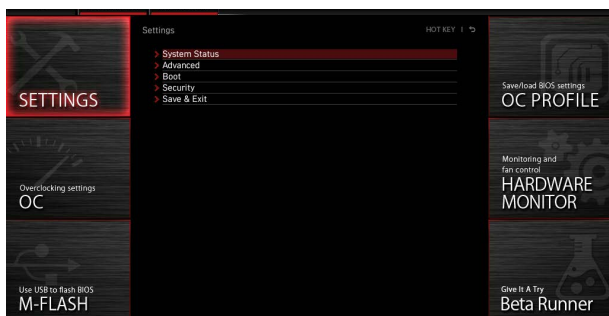 Settings
HOT KEY | ⮌
System Status
Advanced
Boot
Security
Save & Exit
SETTINGS
Overclocking settings
OC
Use USB to flash BIOS
M-FLASH
Save/load BIOS settings
OC PROFILE
Monitoring and
fan control
HARDWARE
MONITOR
Give It A Try
Beta Runner